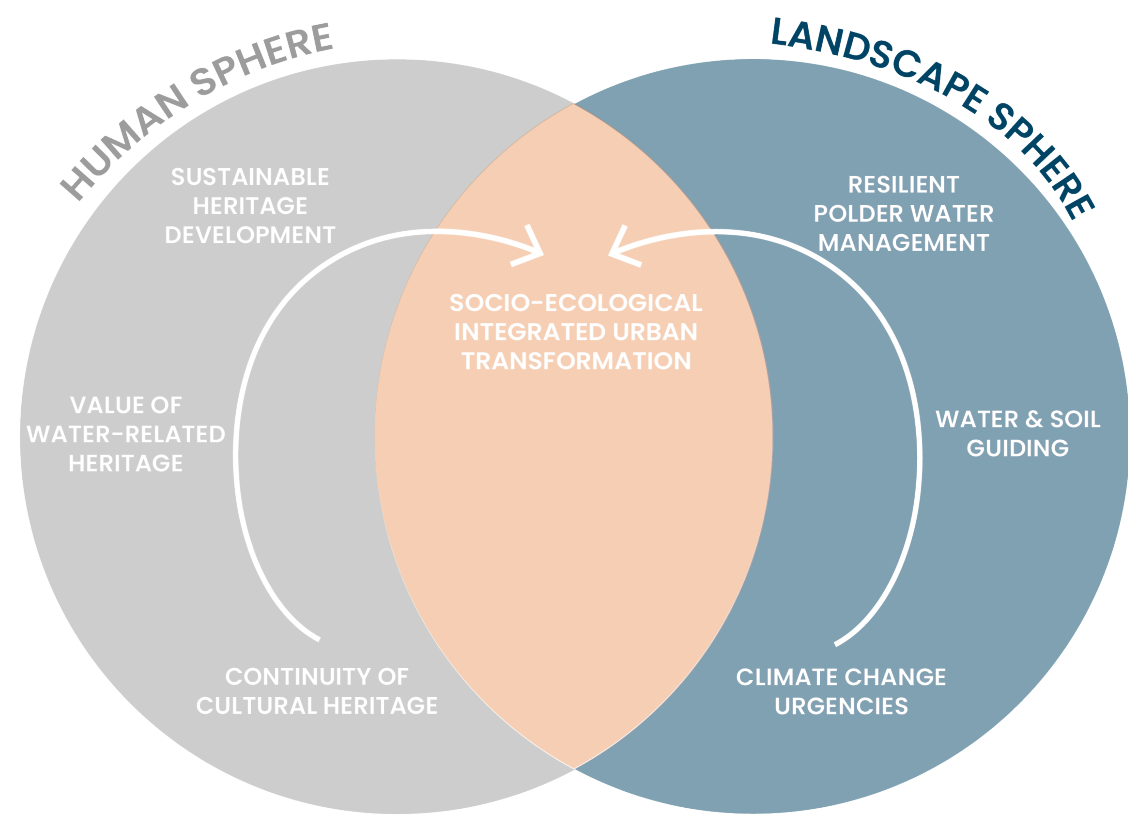 HUMAN SPHERE
LANDSCAPE SPHERE
SUSTAINABLE
HERITAGE
DEVELOPMENT
RESILIENT
POLDER WATER
MANAGEMENT
SOCIO-ECOLOGICAL
INTEGRATED URBAN
TRANSFORMATION
VALUE OF
WATER-RELATED
HERITAGE
WATER & SOIL
GUIDING
CONTINUITY OF
CULTURAL HERITAGE
CLIMATE CHANGE
URGENCIES